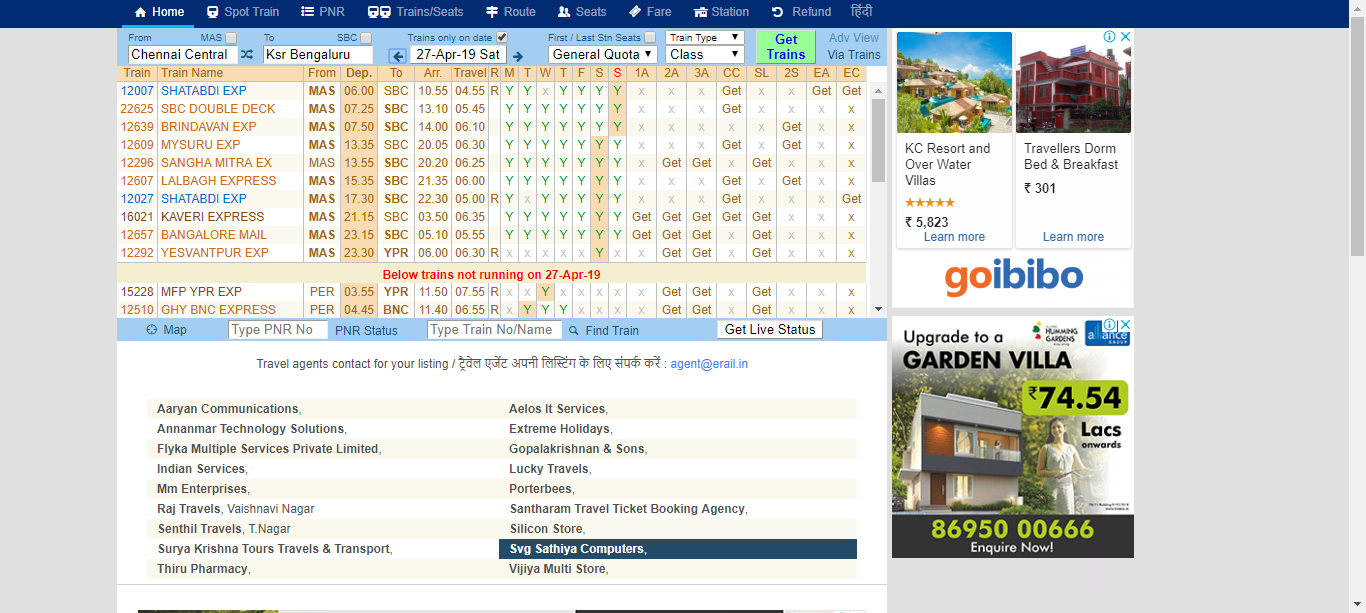 Home Spot Train PNR Trains/Seats Route Seats Fare Station Refund हिंदी
From MAS To SBC Trains only on date First / Last Stn Seats Train Type Get Trains Adv View
Chennai Central Ksr Bengaluru 27-Apr-19 Sat General Quota Class Via Trains
Train Train Name From Dep. To Arr. Travel R M T W T F S S 1A 2A 3A CC SL 2S EA EC
12007 SHATABDI EXP MAS 06.00 SBC 10.55 04.55 R Y Y x Y Y Y Y x x x Get x x Get Get
22625 SBC DOUBLE DECK MAS 07.25 SBC 13.10 05.45 Y Y Y Y Y Y Y x x x Get x x x x
12639 BRINDAVAN EXP MAS 07.50 SBC 14.00 06.10 Y Y Y Y Y Y Y x x x x x Get x x
12609 MYSURU EXP MAS 13.35 SBC 20.05 06.30 Y Y Y Y Y Y Y x x x Get x Get x x
12296 SANGHA MITRA EX MAS 13.55 SBC 20.20 06.25 Y Y Y Y Y Y Y x Get Get x Get x x x
12607 LALBAGH EXPRESS MAS 15.35 SBC 21.35 06.00 Y Y Y Y Y Y Y x x x Get x Get x x
12027 SHATABDI EXP MAS 17.30 SBC 22.30 05.00 R Y x Y Y Y Y Y x x x Get x x x Get
16021 KAVERI EXPRESS MAS 21.15 SBC 03.50 06.35 Y Y Y Y Y Y Y Get Get Get Get Get x x x
12657 BANGALORE MAIL MAS 23.15 SBC 05.10 05.55 Y Y Y Y Y Y Y Get Get Get x Get x x x
12292 YESVANTPUR EXP MAS 23.30 YPR 06.00 06.30 R x x x x x Y x x Get Get x Get x x x
Below trains not running on 27-Apr-19
15228 MFP YPR EXP PER 03.55 YPR 11.50 07.55 R x x Y x x x x x Get Get x Get x x x
12510 GHY BNC EXPRESS PER 04.45 BNC 11.40 06.55 R x Y Y Y x x x x Get Get x Get x x x
Map Type PNR No PNR Status Type Train No/Name Find Train Get Live Status
Travel agents contact for your listing / ट्रैवेल एजेंट अपनी लिस्टिंग के लिए संपर्क करें : agent@erail.in
Aaryan Communications, Aelos It Services,
Annanmar Technology Solutions, Extreme Holidays,
Flyka Multiple Services Private Limited, Gopalakrishnan & Sons,
Indian Services, Lucky Travels,
Mm Enterprises, Porterbees,
Raj Travels, Vaishnavi Nagar Santharam Travel Ticket Booking Agency,
Senthil Travels, T.Nagar Silicon Store,
Surya Krishna Tours Travels & Transport, Svg Sathiya Computers,
Thiru Pharmacy, Vijiya Multi Store,
KC Resort and
Over Water
Villas
₹ 5,823
Learn more
Travellers Dorm
Bed & Breakfast
₹ 301
Learn more
goibibo
Upgrade to a
HUMMING
GARDENS
alliance
GROUP
GARDEN VILLA
₹74.54
Lacs
onwards
86950 00666
Enquire Now!